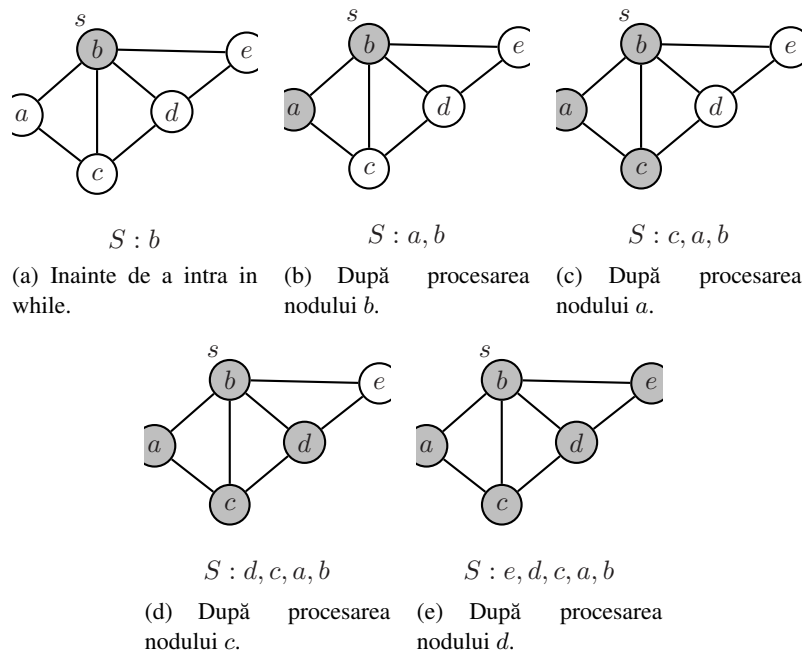 s
b
e
a
d
c
S : b
(a) Inainte de a intra in
while.
s
b
e
a
d
c
S : a, b
(b) După procesarea
nodului b.
s
b
e
a
d
c
S : c, a, b
(c) După procesarea
nodului a.
s
b
e
a
d
c
S : d, c, a, b
(d) După procesarea
nodului c.
s
b
e
a
d
c
S : e, d, c, a, b
(e) După procesarea
nodului d.